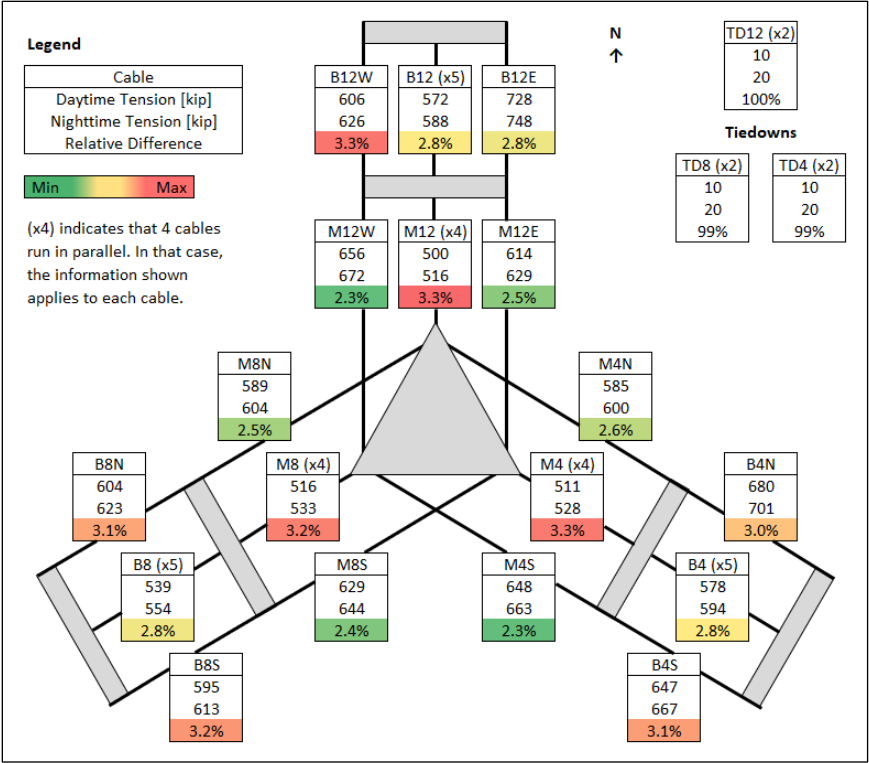 Legend
Cable
Daytime Tension [kip]
Nighttime Tension [kip]
Relative Difference
Min Max
(x4) indicates that 4 cables
run in parallel. In that case,
the information shown
applies to each cable.
N
↑
TD12 (x2)
10
20
100%
Tiedowns
TD8 (x2)
10
20
99%
TD4 (x2)
10
20
99%
B12W
606
626
3.3%
B12 (x5)
572
588
2.8%
B12E
728
748
2.8%
M12W
656
672
2.3%
M12 (x4)
500
516
3.3%
M12E
614
629
2.5%
M8N
589
604
2.5%
M4N
585
600
2.6%
B8N
604
623
3.1%
M8 (x4)
516
533
3.2%
M4 (x4)
511
528
3.3%
B4N
680
701
3.0%
B8 (x5)
539
554
2.8%
M8S
629
644
2.4%
M4S
648
663
2.3%
B4 (x5)
578
594
2.8%
B8S
595
613
3.2%
B4S
647
667
3.1%